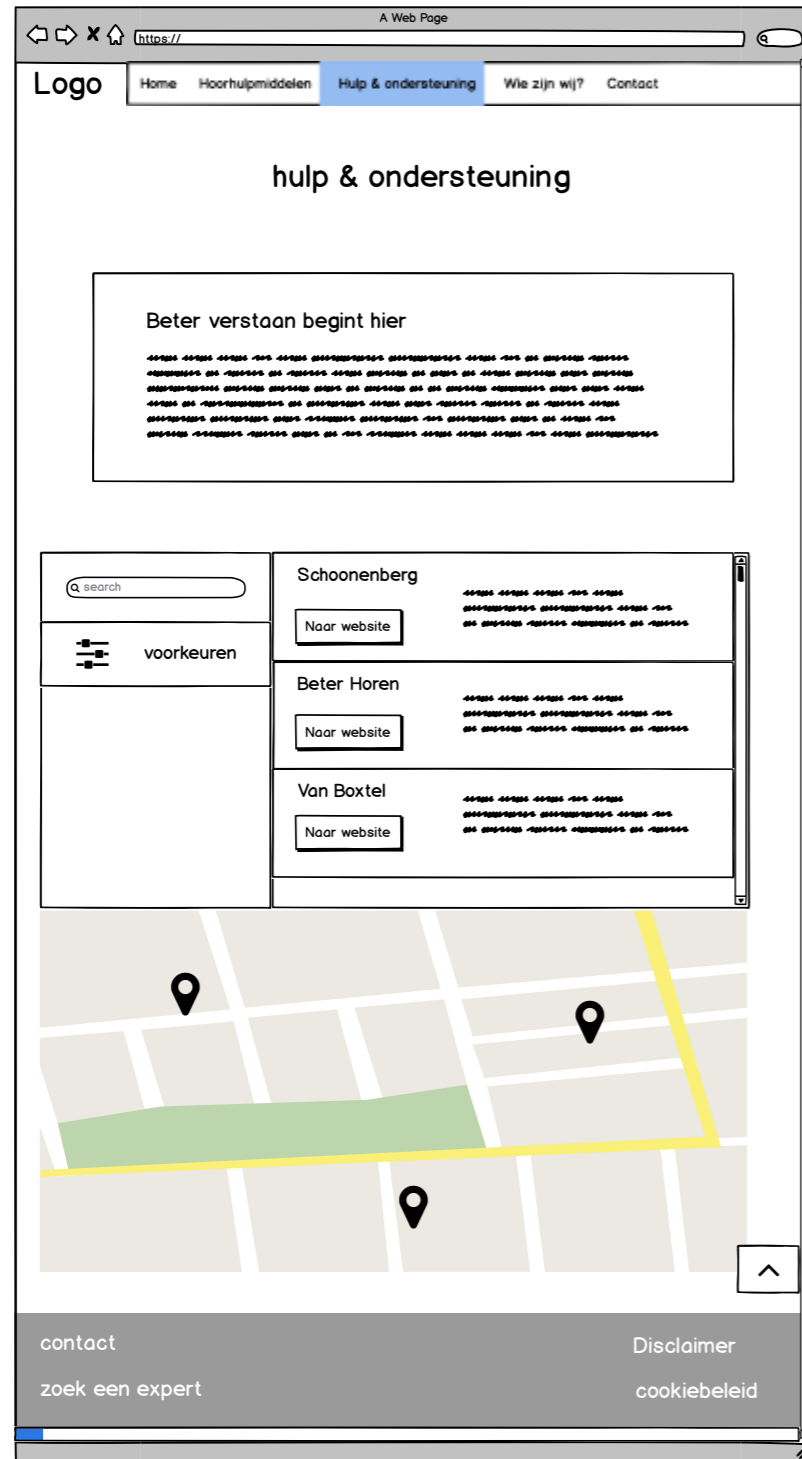 A Web Page
https://
Logo
Home Hoorhulpmiddelen Hulp & ondersteuning Wie zijn wij? Contact
hulp & ondersteuning
Beter verstaan begint hier
search
voorkeuren
Schoonenberg
Naar website
Beter Horen
Naar website
Van Boxtel
Naar website
contact
Disclaimer
zoek een expert
cookiebeleid